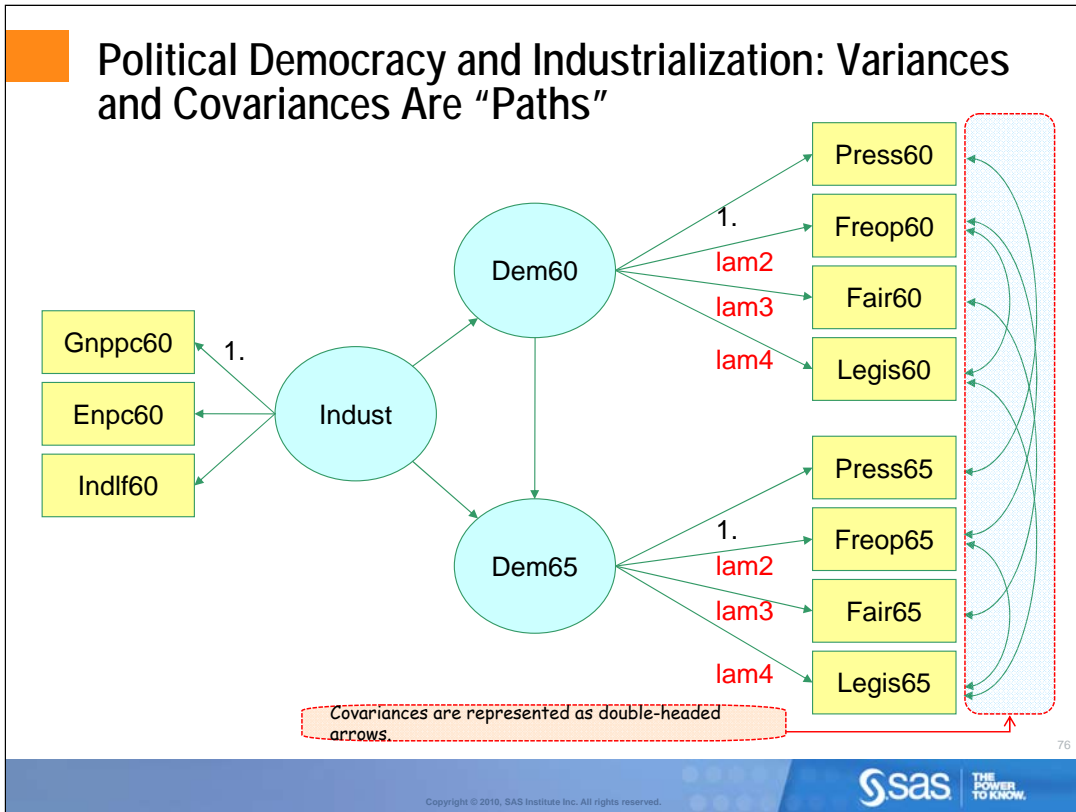 Political Democracy and Industrialization: Variances
and Covariances Are “Paths”
Press60
1.
Freop60
Dem60
lam2
lam3
Fair60
Gnppc60
1.
lam4
Legis60
Enpc60
Indust
Indlf60
Press65
1.
Freop65
Dem65
lam2
lam3
Fair65
lam4
Legis65
Covariances are represented as double-headed
arrows.
76
Copyright © 2010, SAS Institute Inc. All rights reserved.
sas
THE
POWER
TO KNOW.